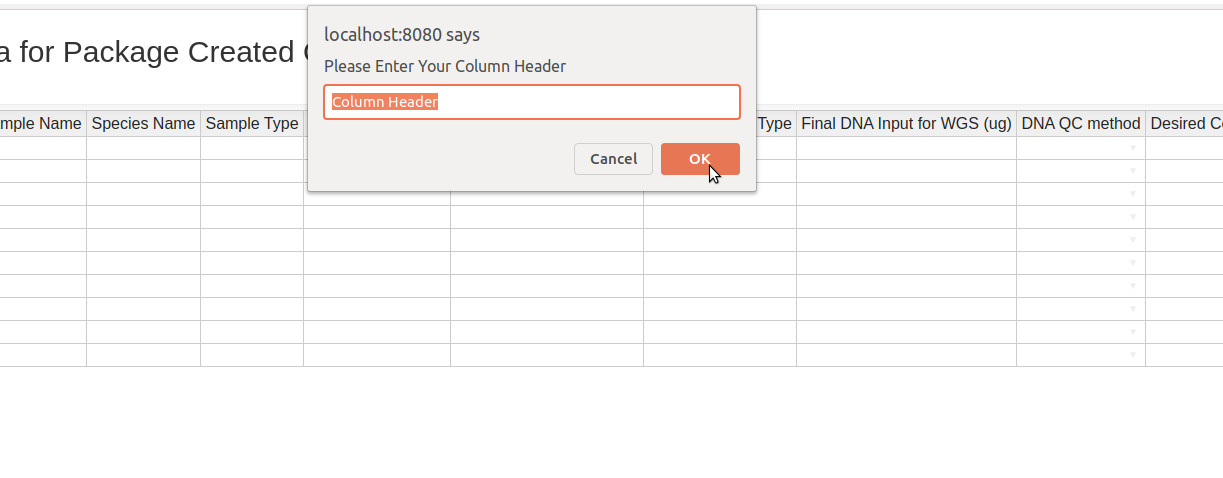 localhost:8080 says
a for Package Created
Please Enter Your Column Header
Column Header
Cancel OK
mple Name Species Name Sample Type Type Final DNA Input for WGS (ug) DNA QC method Desired